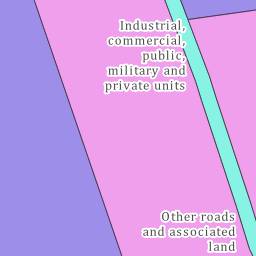 Industrial,
commercial,
public,
military and
private units
Other roads
and associated
land